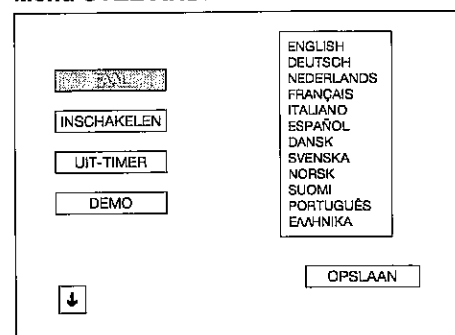 INSCHAKELEN
UIT-TIMER
DEMO
ENGLISH
DEUTSCH
NEDERLANDS
FRANÇAIS
ITALIANO
ESPAÑOL
DANSK
SVENSKA
NORSK
SUOMI
PORTUGUÊS
ΕΛΛΗΝΙΚΑ
OPSLAAN